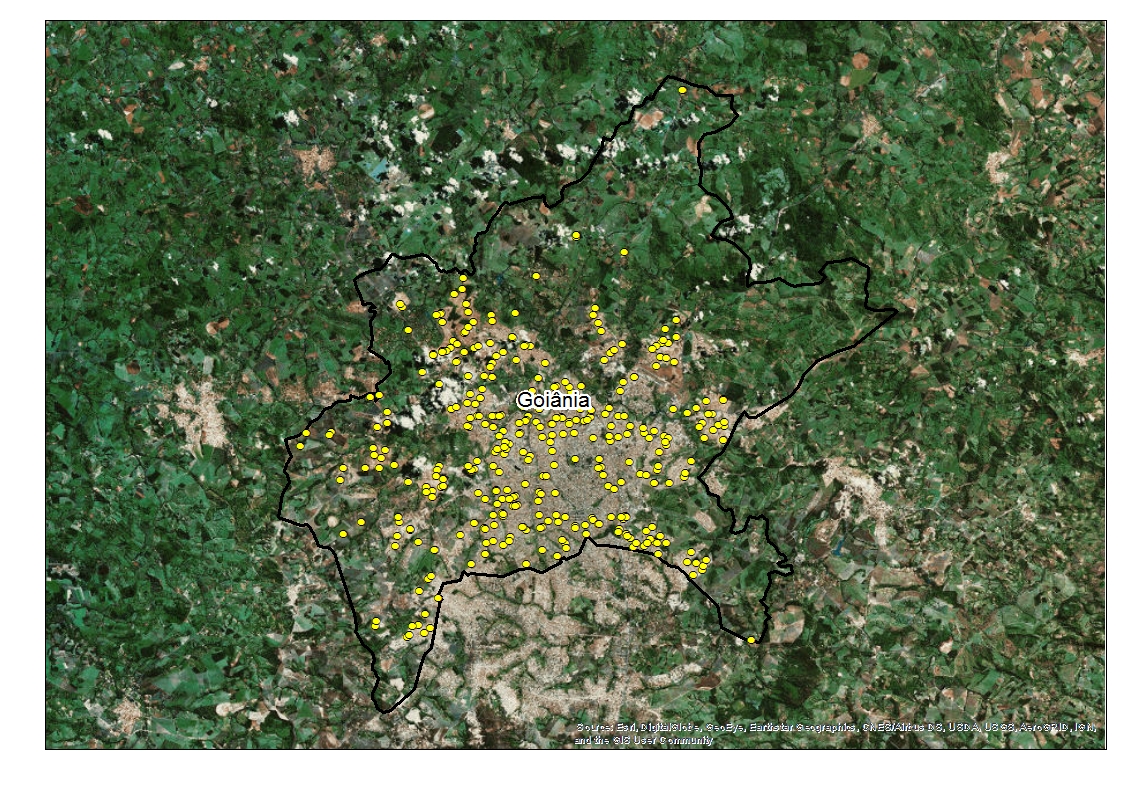 Goiânia
Source: Esri, DigitalGlobe, GeoEye, Earthstar Geographics, CNES/Airbus DS, USDA, USGS, AeroGRID, IGN,
and the GIS User Community